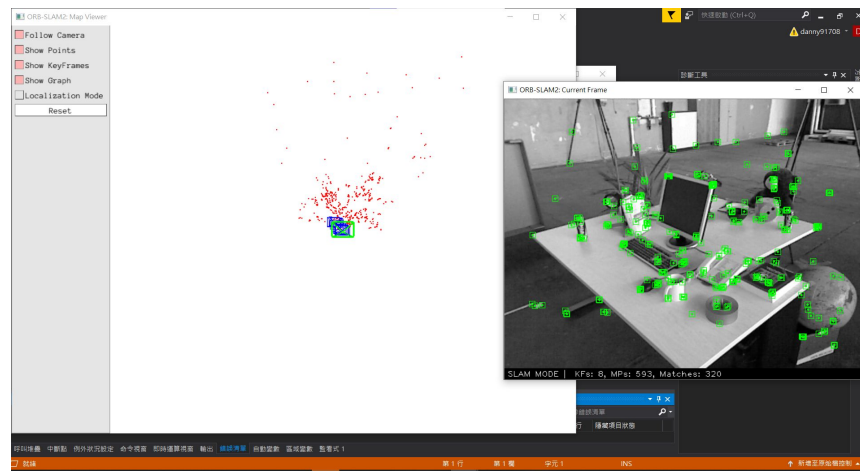 ORB-SLAM2: Map Viewer
Follow Camera
Show Points
Show KeyFrames
Show Graph
Localization Mode
Reset
快速啟動 (Ctrl+Q)
danny91708
診斷工具
ORB-SLAM2: Current Frame
SLAM MODE | KFs: 8, MPs: 593, Matches: 320
隱藏項目狀態
呼叫堆疊 中斷點 例外狀況設定 命令視窗 即時運算視窗 輸出 錯誤清單 自動變數 區域變數 監看式 1
就緒 第 1 行 第 1 欄 字元 1 INS 新增至原始檔控制